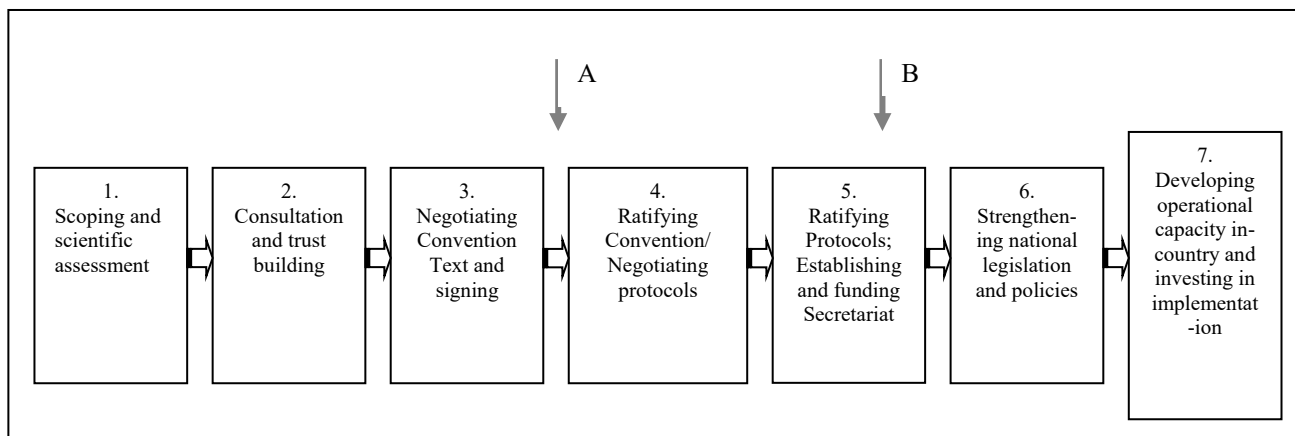 A
B
1.
Scoping and
scientific
assessment
2.
Consultation
and trust
building
3.
Negotiating
Convention
Text and
signing
4.
Ratifying
Convention/
Negotiating
protocols
5.
Ratifying
Protocols;
Establishing
and funding
Secretariat
6.
Strengthen-
ing national
legislation
and policies
7.
Developing
operational
capacity in-
country and
investing in
implementat
-ion